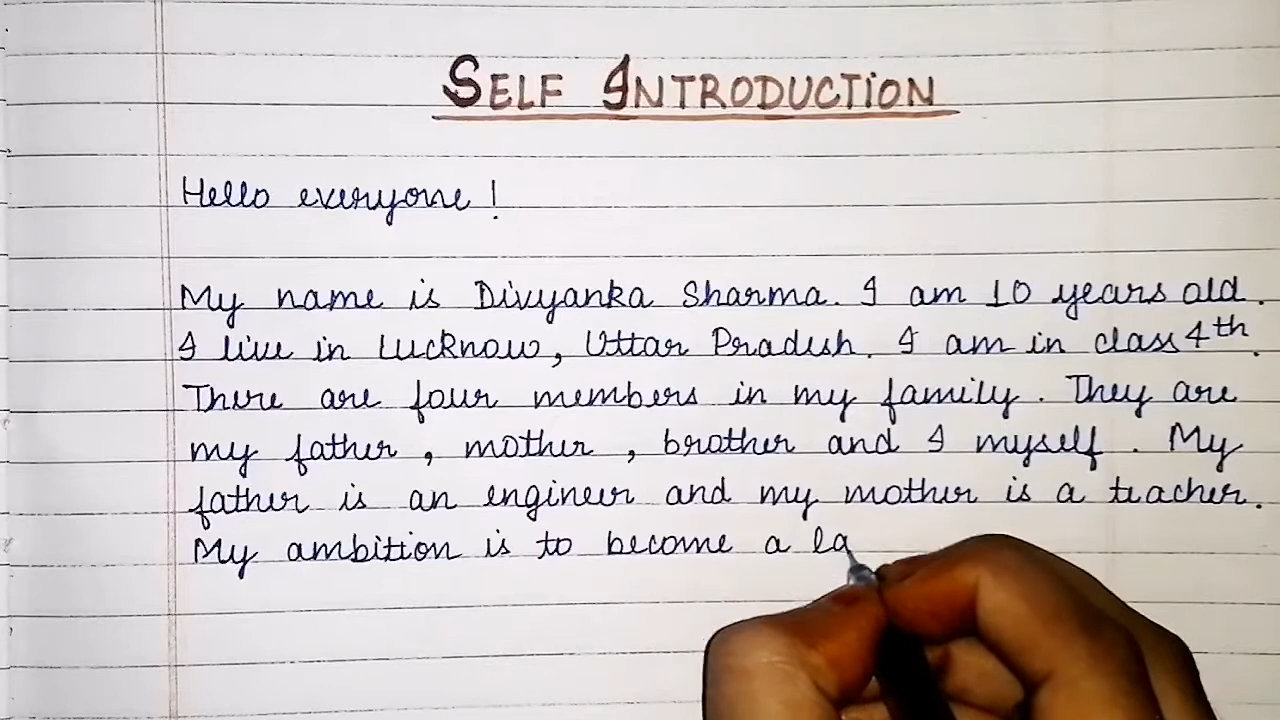 SELF INTRODUCTION
Hello everyone !
My name is Divyanka Sharma. I am 10 years old.
I live in Lucknow, Uttar Pradesh. I am in class 4th.
There are four members in my family. They are
my father, mother, brother and I myself. My
father is an engineer and my mother is a teacher.
My ambition is to become a la